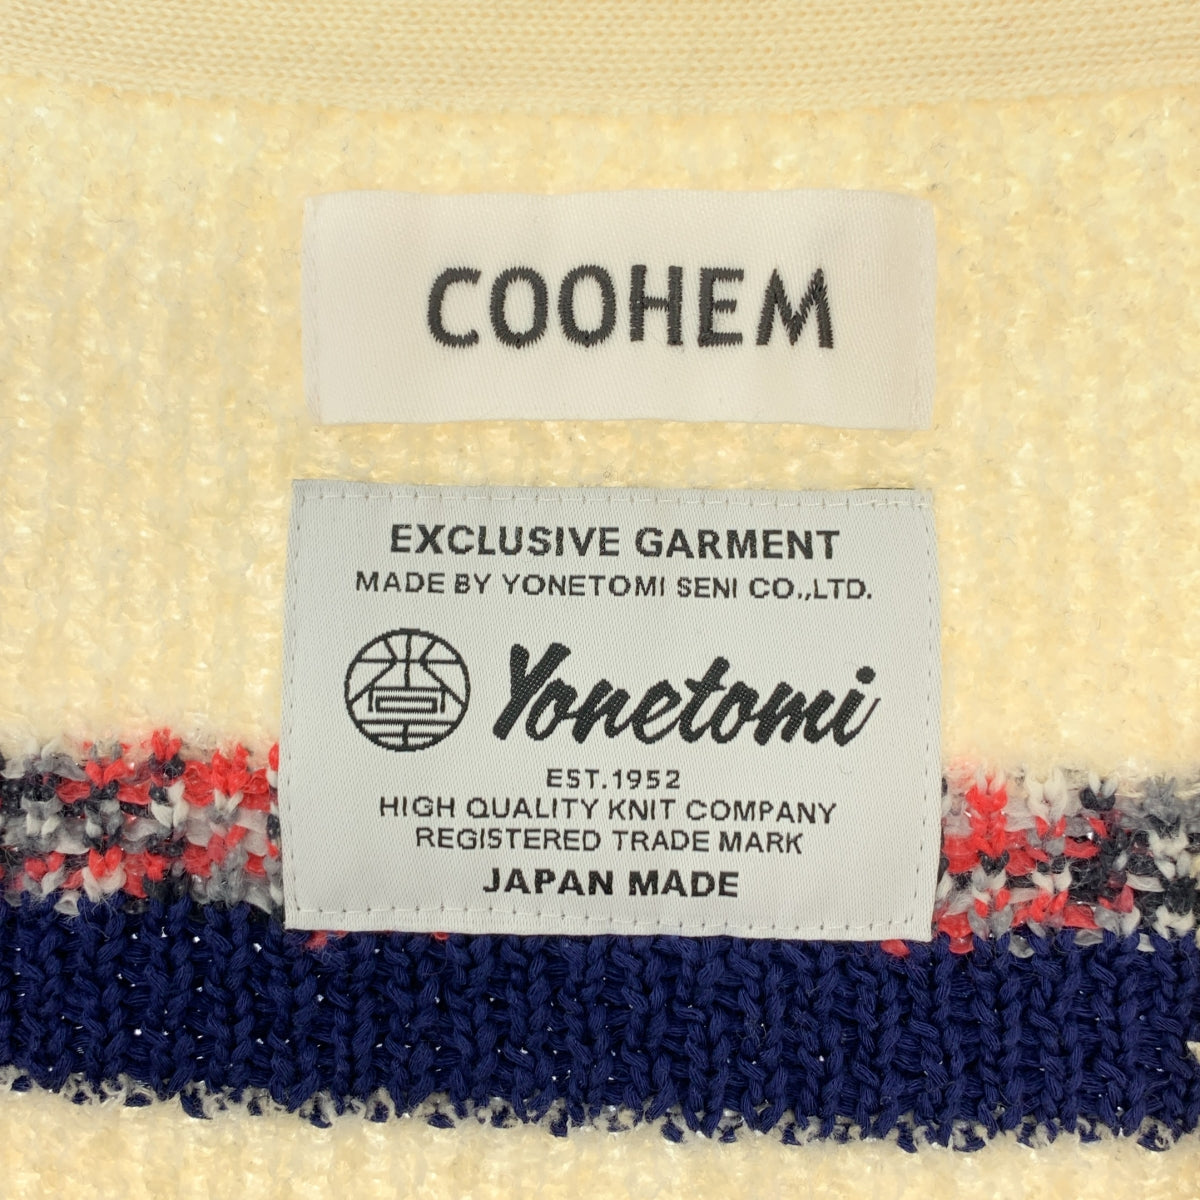 COOHEM
EXCLUSIVE GARMENT
MADE BY YONETOMI SENI CO.,LTD.
Yonetomi
EST.1952
HIGH QUALITY KNIT COMPANY
REGISTERED TRADE MARK
JAPAN MADE